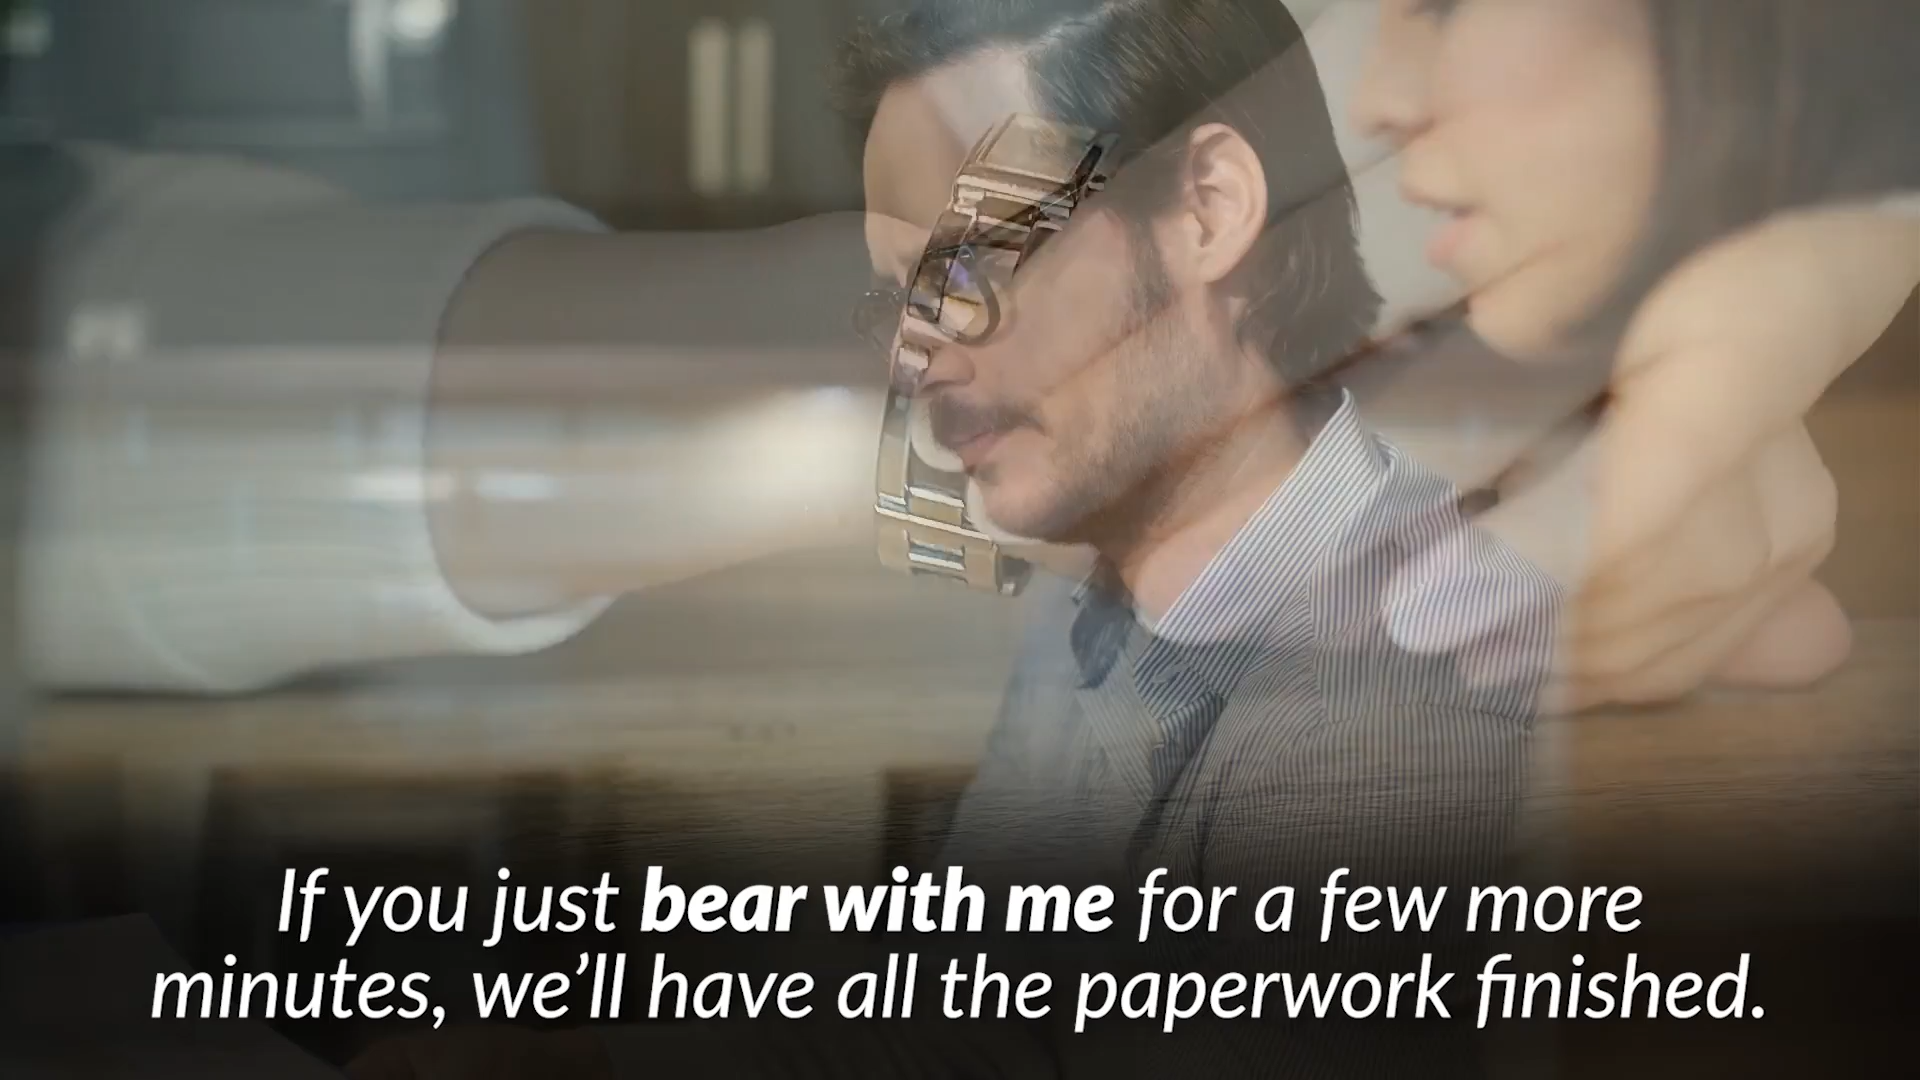 If you just bear with me for a few more
minutes, we’ll have all the paperwork finished.